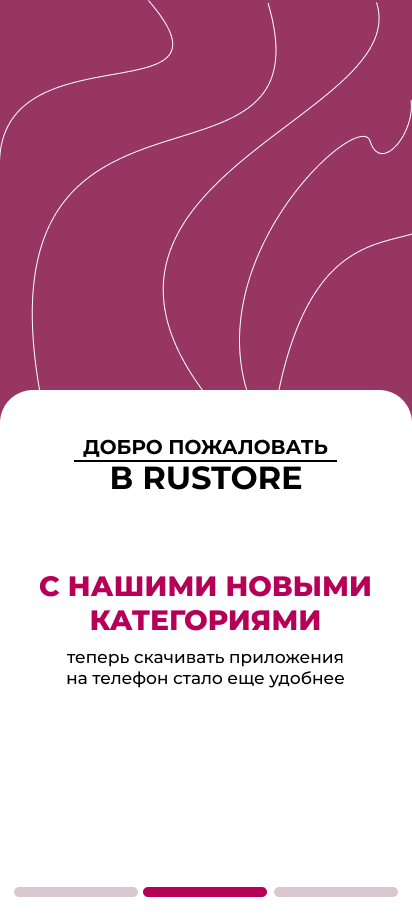 ДОБРО ПОЖАЛОВАТЬ
В RUSTORE
С НАШИМИ НОВЫМИ
КАТЕГОРИЯМИ
теперь скачивать приложения
на телефон стало еще удобнее